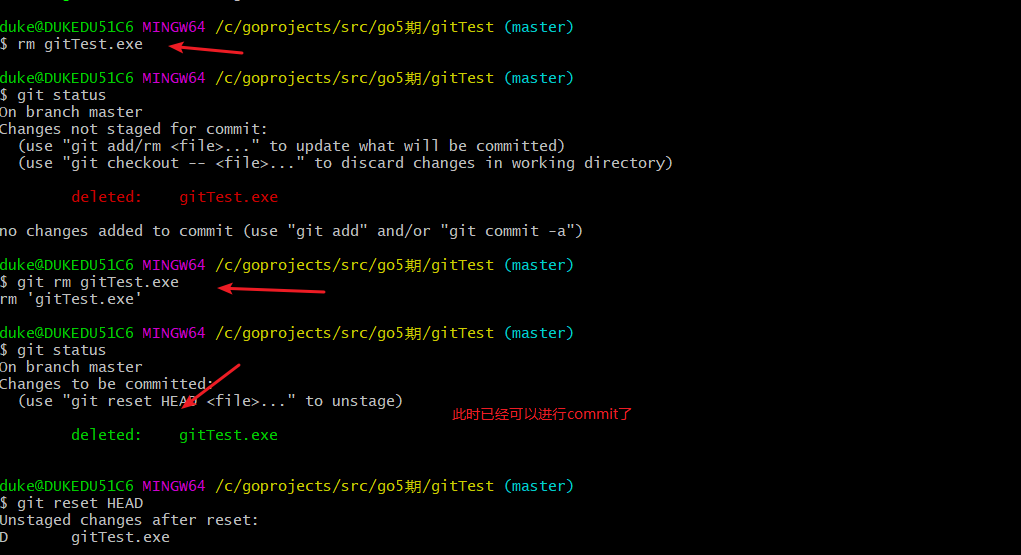 duke@DUKEDU51C6 MINGW64 /c/goprojects/src/go5期/gitTest (master)
$ rm gitTest.exe
duke@DUKEDU51C6 MINGW64 /c/goprojects/src/go5期/gitTest (master)
$ git status
On branch master
Changes not staged for commit:
  (use "git add/rm <file>..." to update what will be committed)
  (use "git checkout -- <file>..." to discard changes in working directory)
        deleted:    gitTest.exe
no changes added to commit (use "git add" and/or "git commit -a")
duke@DUKEDU51C6 MINGW64 /c/goprojects/src/go5期/gitTest (master)
$ git rm gitTest.exe
rm 'gitTest.exe'
duke@DUKEDU51C6 MINGW64 /c/goprojects/src/go5期/gitTest (master)
$ git status
On branch master
Changes to be committed:
  (use "git reset HEAD <file>..." to unstage)
此时已经可以进行commit了
        deleted:    gitTest.exe
duke@DUKEDU51C6 MINGW64 /c/goprojects/src/go5期/gitTest (master)
$ git reset HEAD
Unstaged changes after reset:
D       gitTest.exe